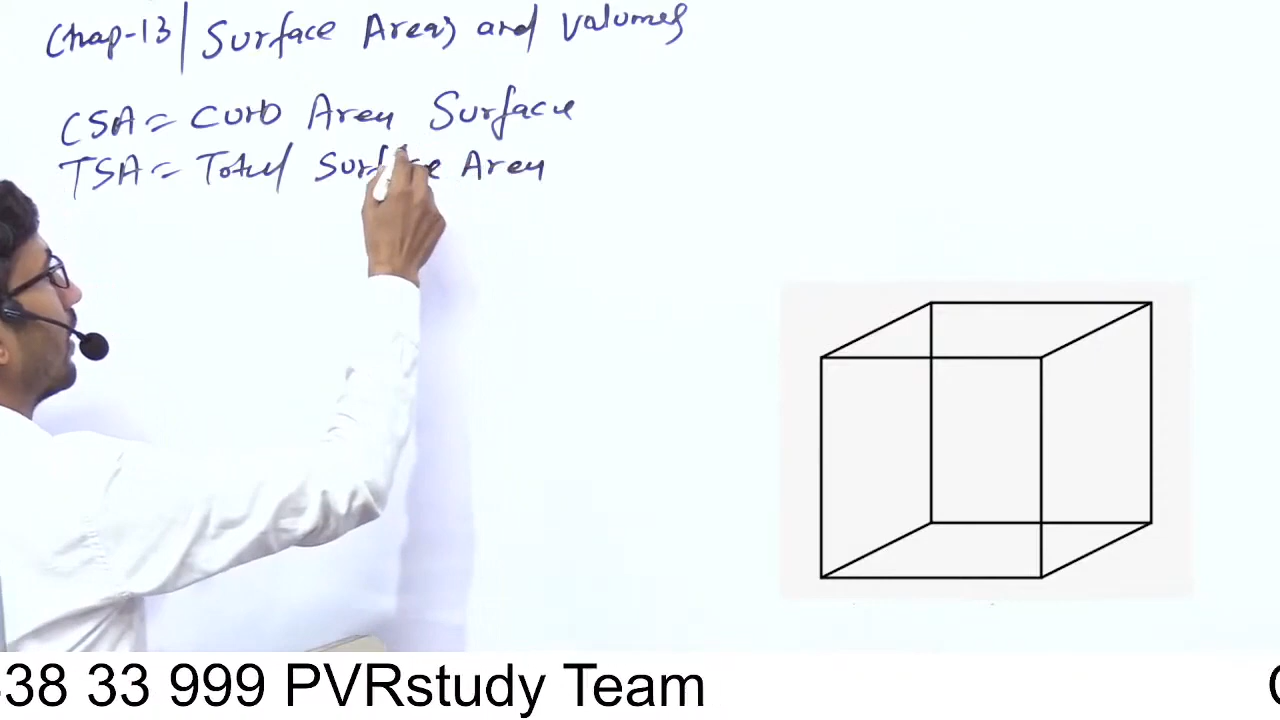 Chap-13 | Surface Areas and Volumes
CSA = Curb Area Surface
TSA = Total Surface Area
38 33 999 PVRstudy Team